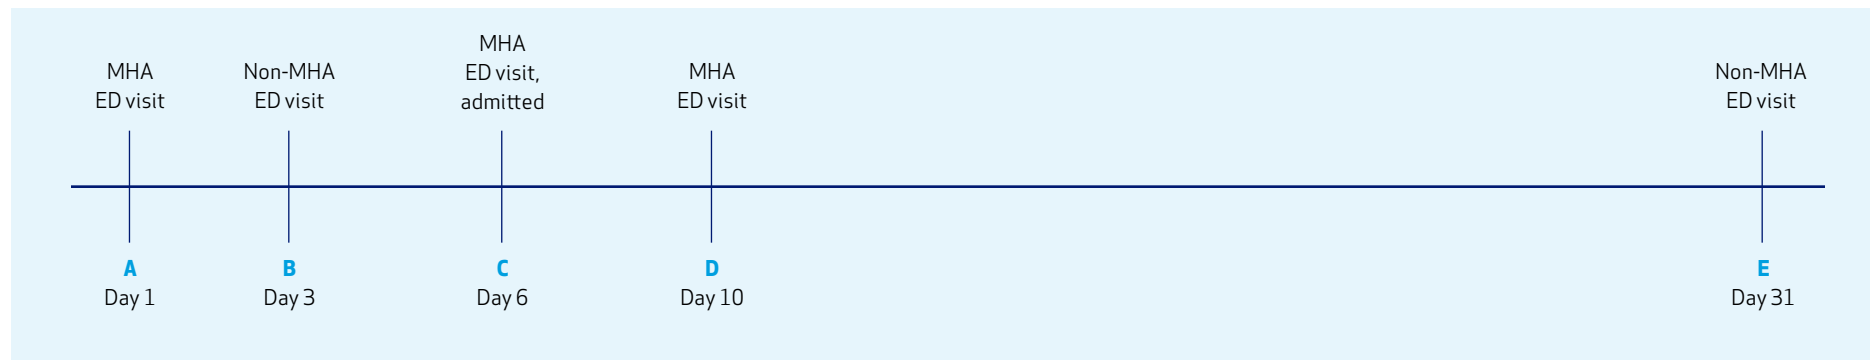 MHA
ED visit
Non-MHA
ED visit
MHA
ED visit,
admitted
MHA
ED visit
Non-MHA
ED visit
A
Day 1
B
Day 3
C
Day 6
D
Day 10
E
Day 31